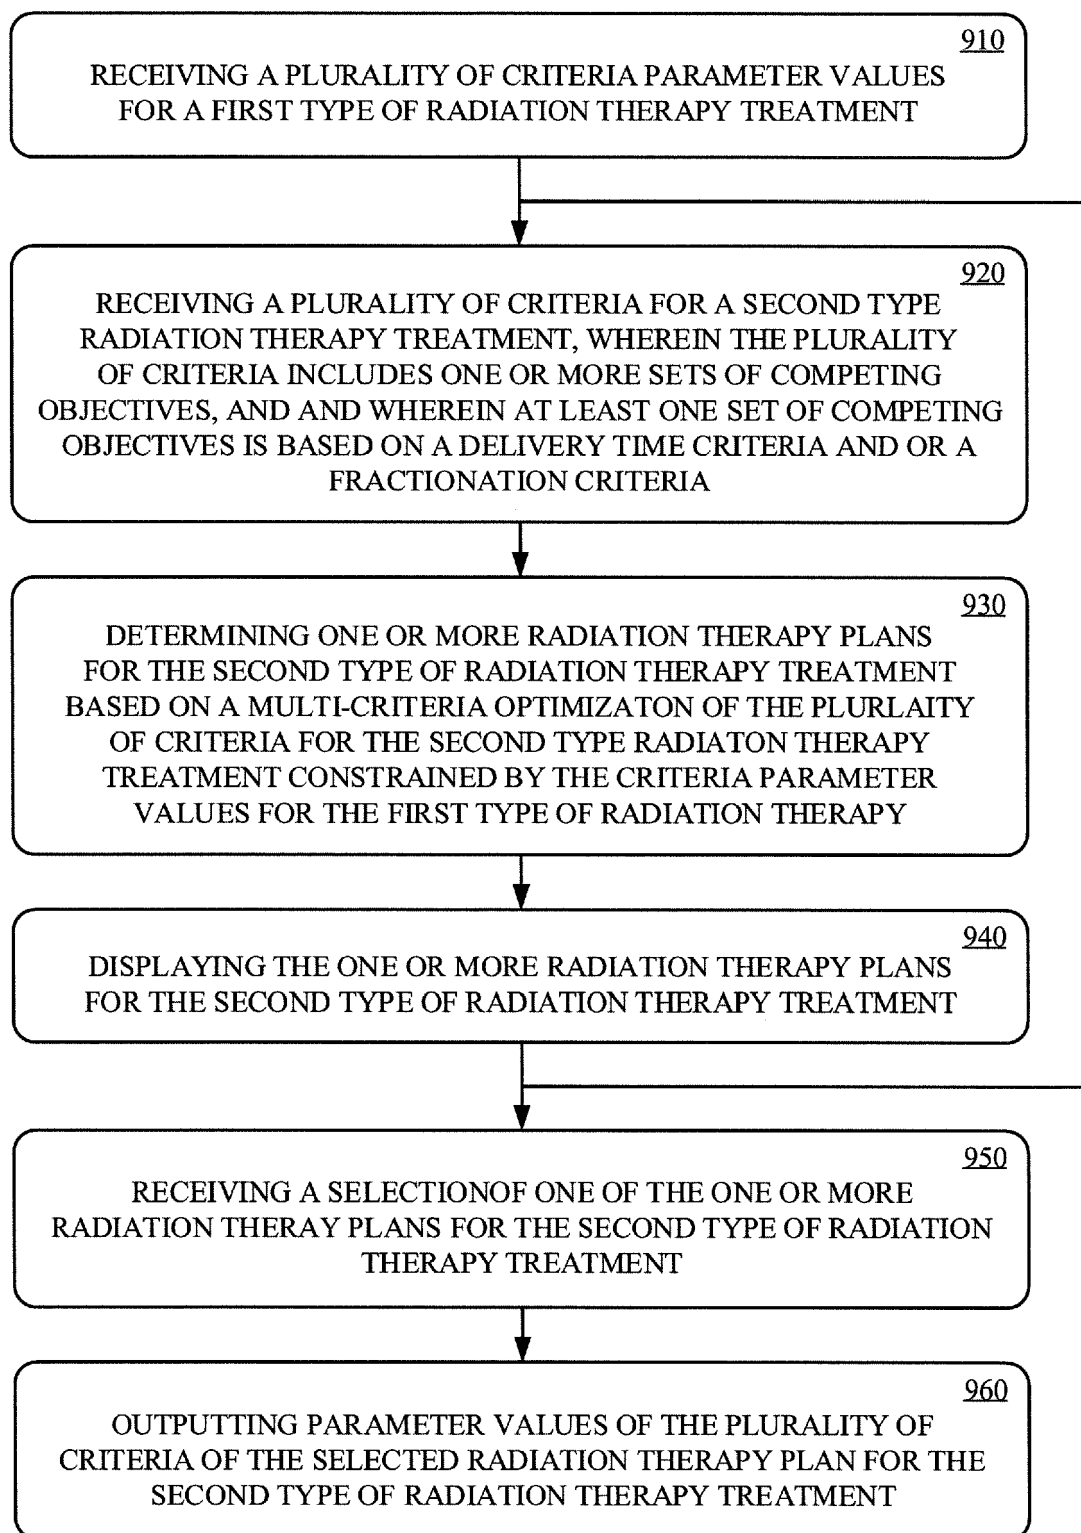 910
RECEIVING A PLURALITY OF CRITERIA PARAMETER VALUES
FOR A FIRST TYPE OF RADIATION THERAPY TREATMENT
920
RECEIVING A PLURALITY OF CRITERIA FOR A SECOND TYPE
RADIATION THERAPY TREATMENT, WHEREIN THE PLURALITY
OF CRITERIA INCLUDES ONE OR MORE SETS OF COMPETING
OBJECTIVES, AND AND WHEREIN AT LEAST ONE SET OF COMPETING
OBJECTIVES IS BASED ON A DELIVERY TIME CRITERIA AND OR A
FRACTIONATION CRITERIA
930
DETERMINING ONE OR MORE RADIATION THERAPY PLANS
FOR THE SECOND TYPE OF RADIATION THERAPY TREATMENT
BASED ON A MULTI-CRITERIA OPTIMIZATON OF THE PLURLAITY
OF CRITERIA FOR THE SECOND TYPE RADIATON THERAPY
TREATMENT CONSTRAINED BY THE CRITERIA PARAMETER
VALUES FOR THE FIRST TYPE OF RADIATION THERAPY
940
DISPLAYING THE ONE OR MORE RADIATION THERAPY PLANS
FOR THE SECOND TYPE OF RADIATION THERAPY TREATMENT
950
RECEIVING A SELECTIONOF ONE OF THE ONE OR MORE
RADIATION THERAY PLANS FOR THE SECOND TYPE OF RADIATION
THERAPY TREATMENT
960
OUTPUTTING PARAMETER VALUES OF THE PLURALITY OF
CRITERIA OF THE SELECTED RADIATION THERAPY PLAN FOR THE
SECOND TYPE OF RADIATION THERAPY TREATMENT